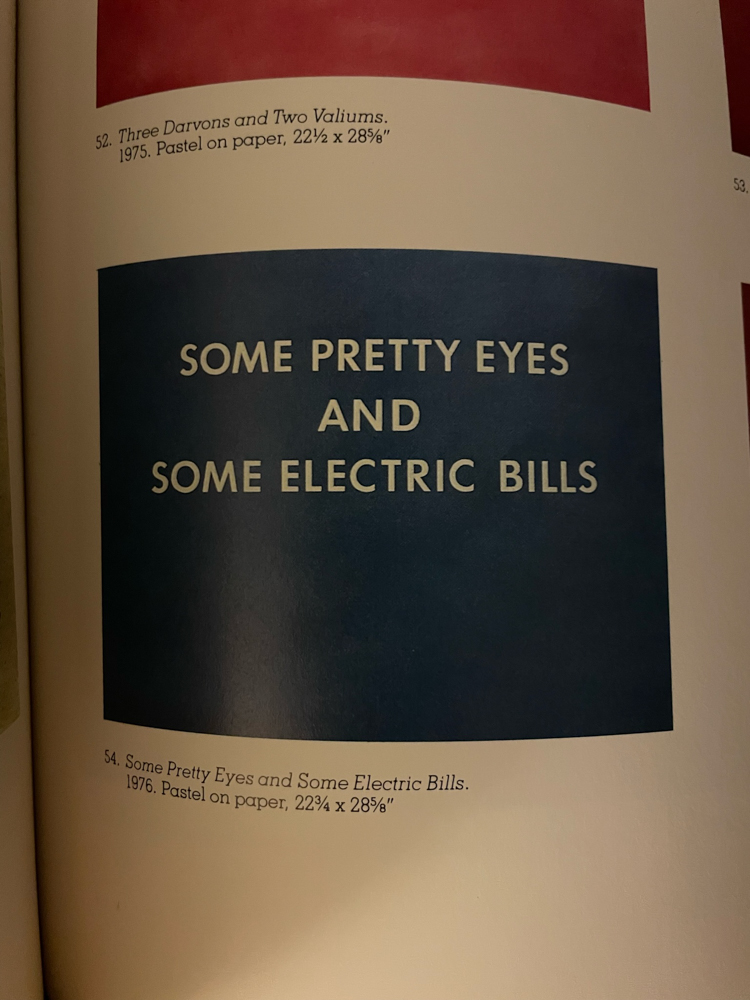 52. Three Darvons and Two Valiums.
1975. Pastel on paper, 22½ x 28⅝"
53.
SOME PRETTY EYES
AND
SOME ELECTRIC BILLS
54. Some Pretty Eyes and Some Electric Bills.
1976. Pastel on paper, 22¾ x 28⅝"